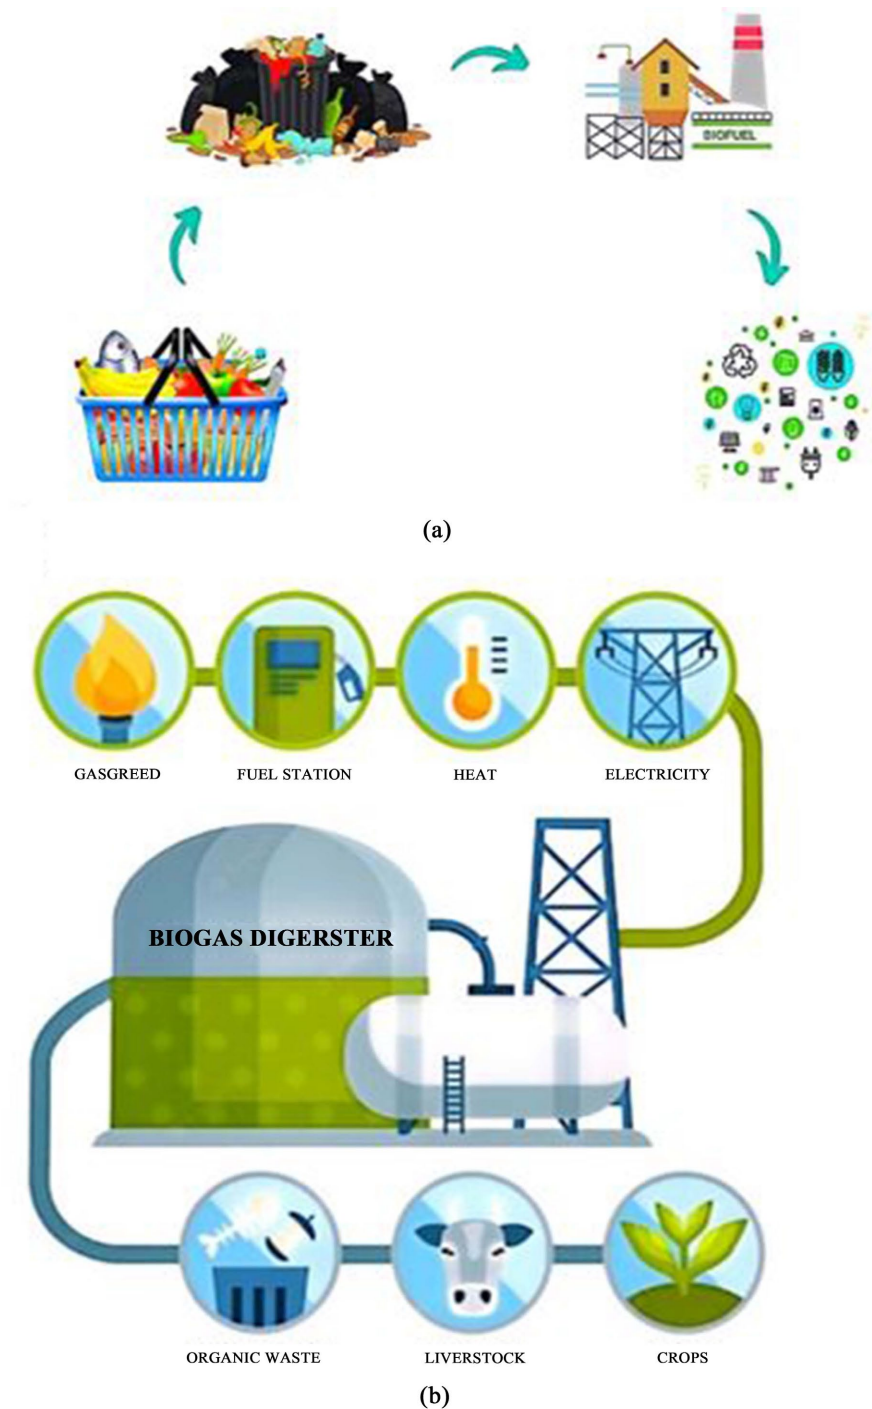 BIOFUEL
(a)
GASGREED
FUEL STATION
HEAT
ELECTRICITY
BIOGAS DIGERSTER
ORGANIC WASTE
LIVERSTOCK
CROPS
(b)